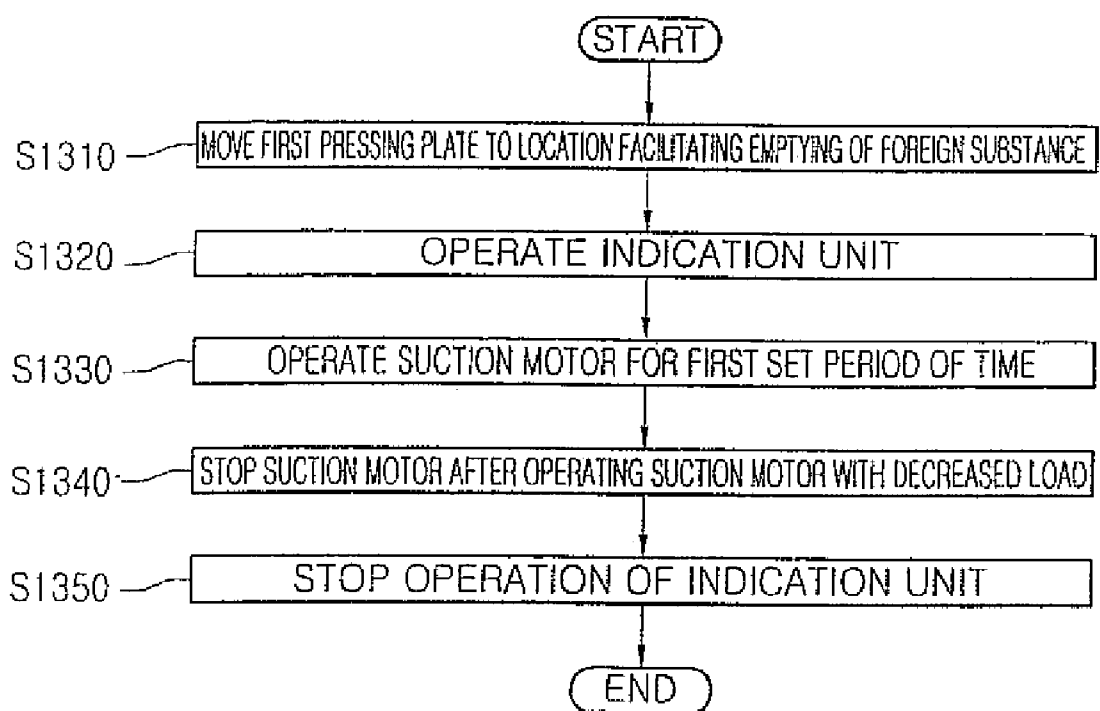 START
S1310
MOVE FIRST PRESSING PLATE TO LOCATION FACILITATING EMPTYING OF FOREIGN SUBSTANCE
S1320
OPERATE INDICATION UNIT
S1330
OPERATE SUCTION MOTOR FOR FIRST SET PERIOD OF TIME
S1340
STOP SUCTION MOTOR AFTER OPERATING SUCTION MOTOR WITH DECREASED LOAD
S1350
STOP OPERATION OF INDICATION UNIT
END